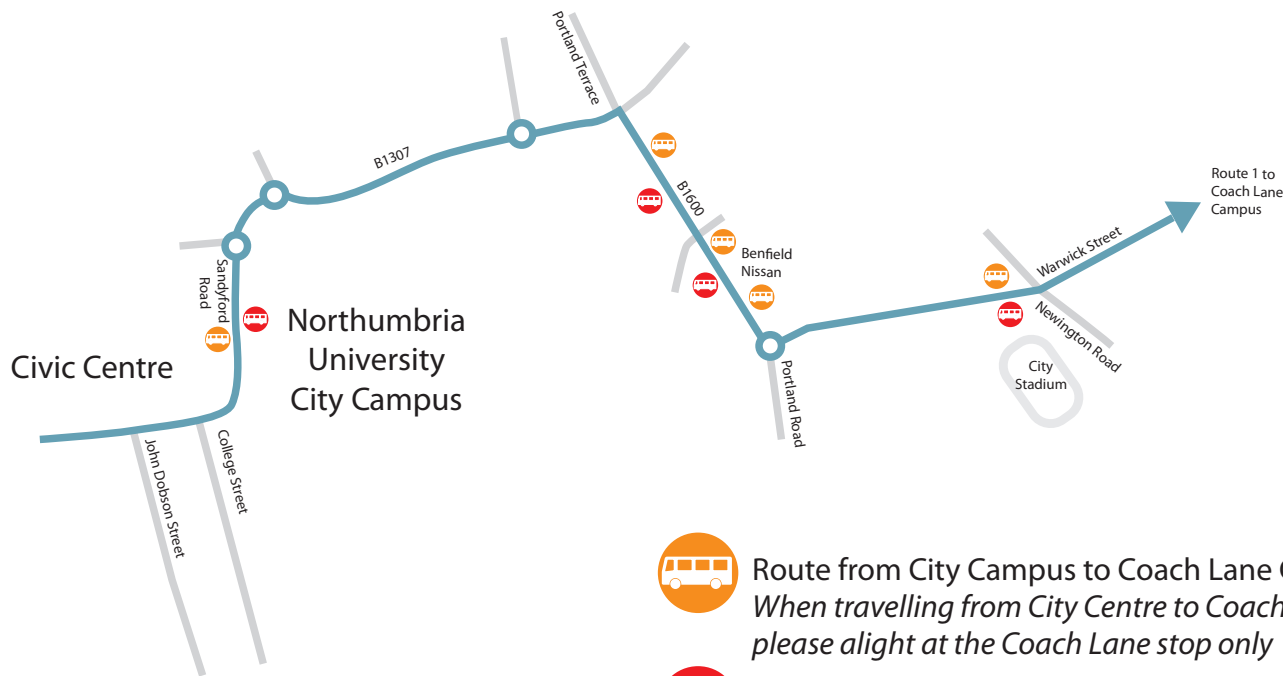 Portland Terrace
B1307
B1600
Route 1 to
Coach Lane
Campus
Warwick Street
Benfield
Nissan
Sandyford
Road
Northumbria
University
City Campus
Civic Centre
Newington Road
City
Stadium
Portland Road
College Street
John Dobson Street
Route from City Campus to Coach Lane
When travelling from City Centre to Coach
please alight at the Coach Lane stop only